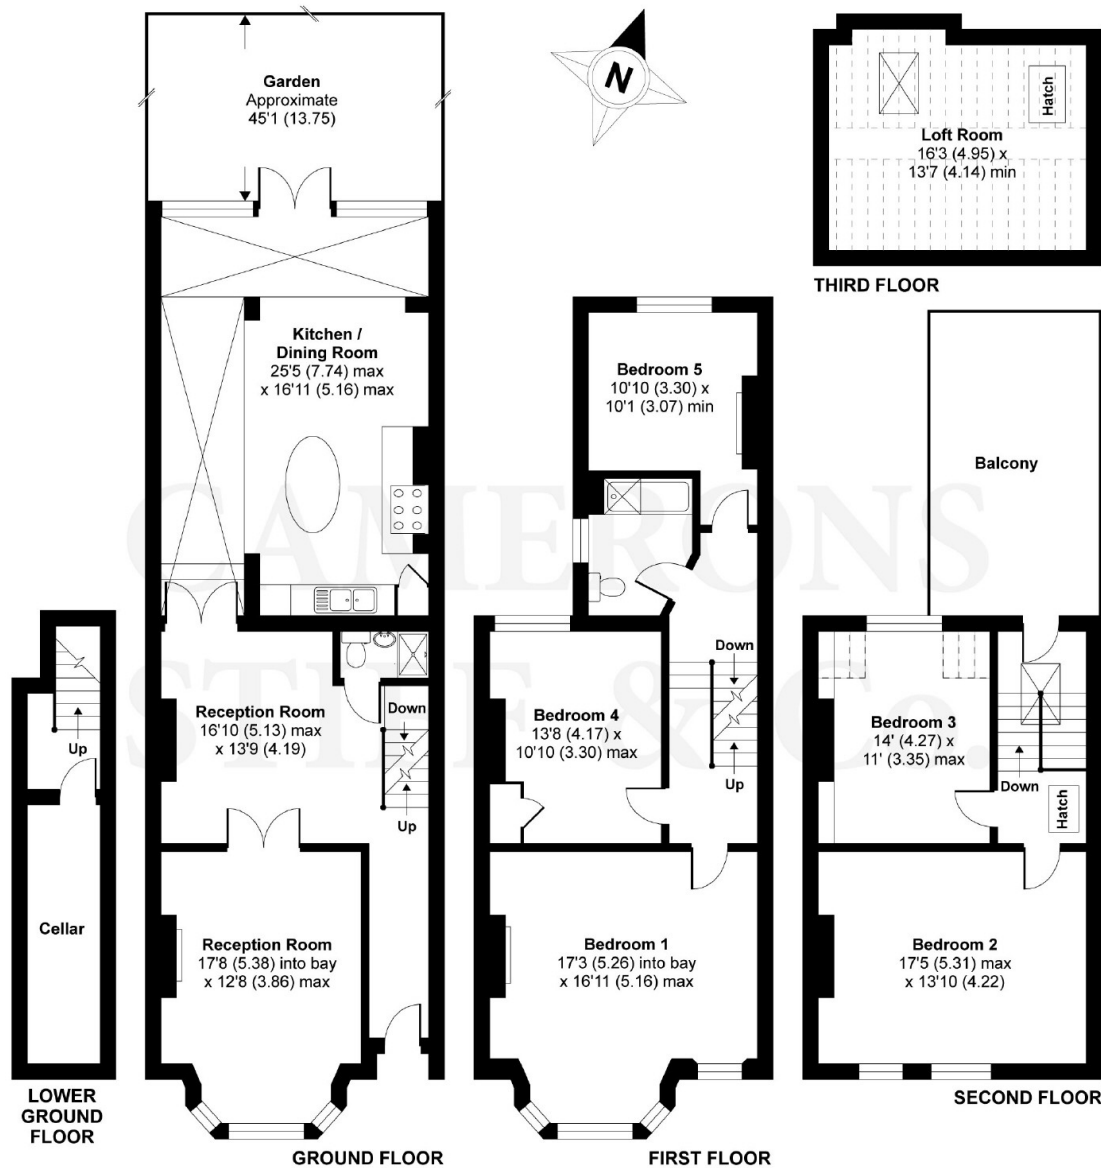 Garden
Approximate
45'1 (13.75)
N
Hatch
Loft Room
16'3 (4.95) x
13'7 (4.14) min
THIRD FLOOR
Kitchen /
Dining Room
25'5 (7.74) max
x 16'11 (5.16) max
Bedroom 5
10'10 (3.30) x
10'1 (3.07) min
Balcony
CAMERONS
STIFF & Co.
Up
Cellar
LOWER
GROUND
FLOOR
Reception Room
16'10 (5.13) max
x 13'9 (4.19)
Down
Up
Reception Room
17'8 (5.38) into bay
x 12'8 (3.86) max
GROUND FLOOR
Down
Up
Bedroom 4
13'8 (4.17) x
10'10 (3.30) max
Bedroom 1
17'3 (5.26) into bay
x 16'11 (5.16) max
FIRST FLOOR
Bedroom 3
14' (4.27) x
11' (3.35) max
Down
Hatch
Bedroom 2
17'5 (5.31) max
x 13'10 (4.22)
SECOND FLOOR